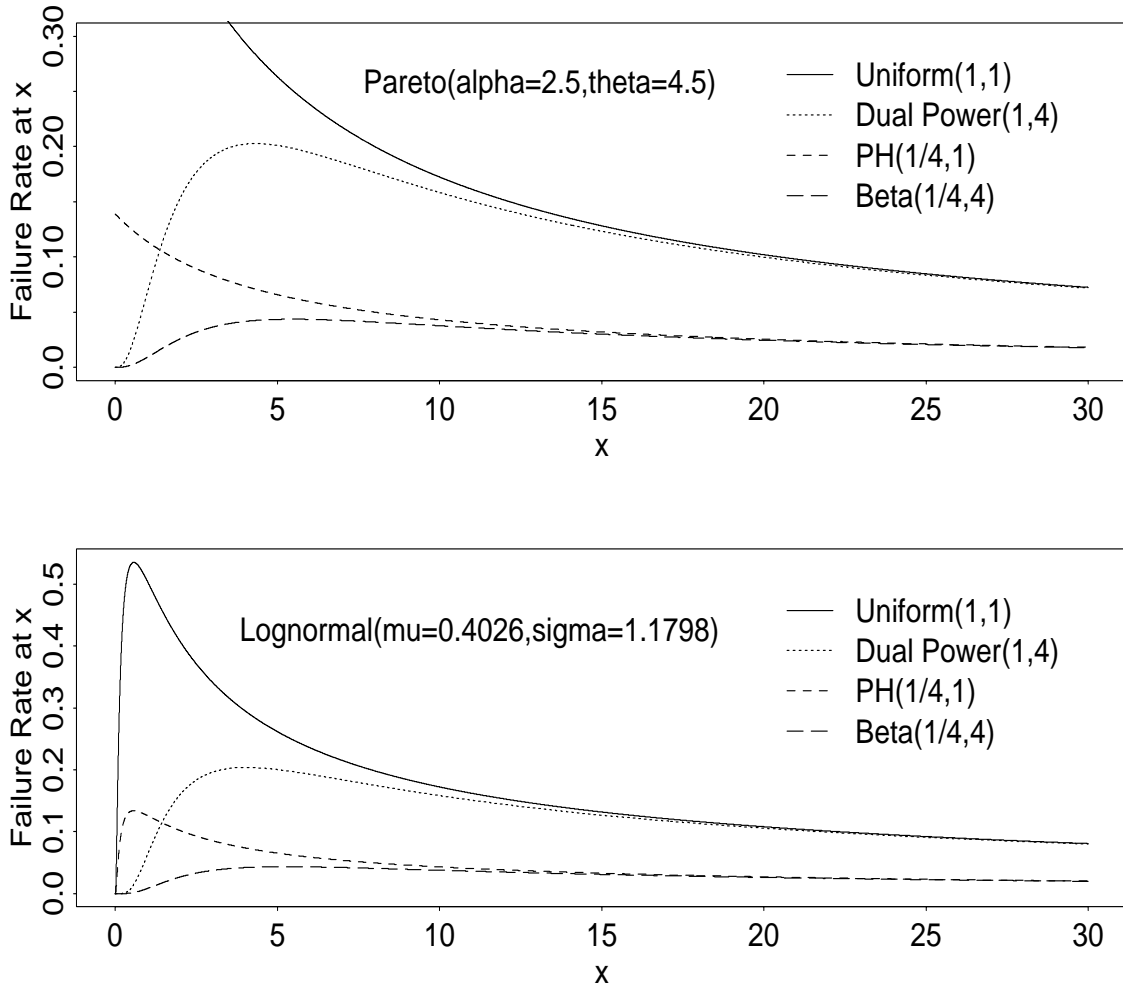 Failure Rate at x
0.0 0.10 0.20 0.30
Pareto(alpha=2.5,theta=4.5)
Uniform(1,1)
Dual Power(1,4)
PH(1/4,1)
Beta(1/4,4)
0 5 10 15 20 25 30
x
Failure Rate at x
0.0 0.1 0.2 0.3 0.4 0.5
Lognormal(mu=0.4026,sigma=1.1798)
Uniform(1,1)
Dual Power(1,4)
PH(1/4,1)
Beta(1/4,4)
0 5 10 15 20 25 30
x